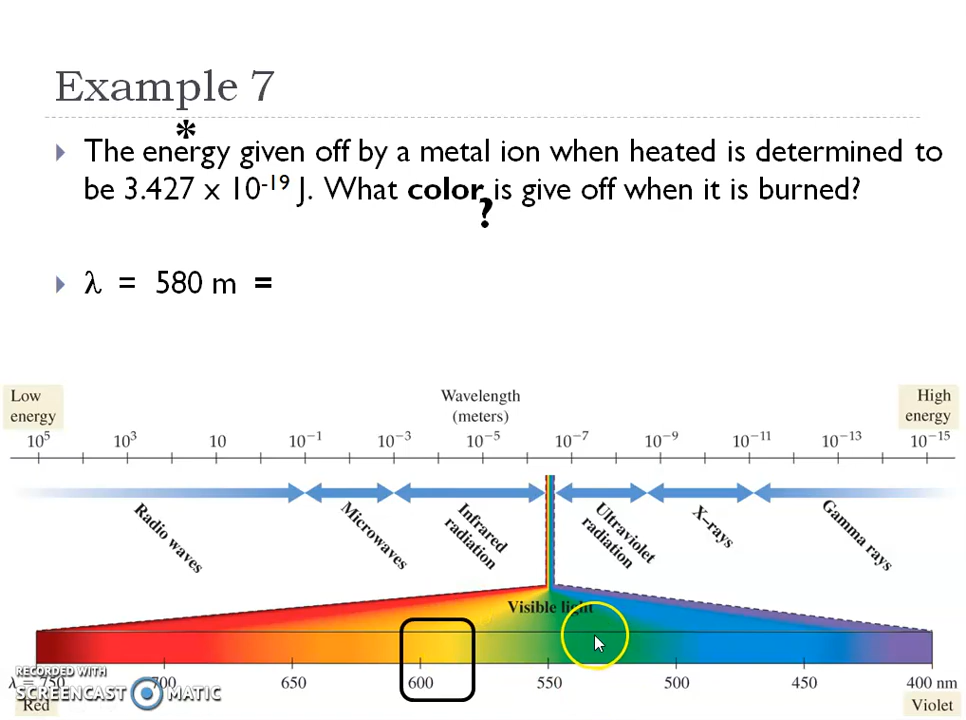 Example 7
*
The energy given off by a metal ion when heated is determined to
be 3.427 x 10⁻¹⁹ J. What color is give off when it is burned?
?
λ = 580 m =
Low
energy
Wavelength
(meters)
High
energy
10⁵ 10³ 10 10⁻¹ 10⁻³ 10⁻⁵ 10⁻⁷ 10⁻⁹ 10⁻¹¹ 10⁻¹³ 10⁻¹⁵
Radio waves
Microwaves
Infrared
radiation
Ultraviolet
radiation
X–rays
Gamma rays
Visible light
RECORDED WITH
SCREENCAST MATIC
λ = 750 700 650 600 550 500 450 400 nm
Red
Violet